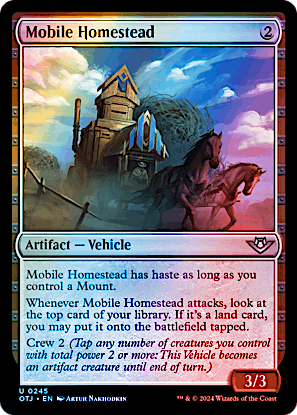 Mobile Homestead 2
Artifact — Vehicle
Mobile Homestead has haste as long as you
control a Mount.
Whenever Mobile Homestead attacks, look at
the top card of your library. If it's a land card,
you may put it onto the battlefield tapped.
Crew 2 (Tap any number of creatures you
control with total power 2 or more: This Vehicle
becomes an artifact creature until end of turn.)
3/3
U 0245
OTJ • EN Artur Nakhodkin
™ & © 2024 Wizards of the Coast